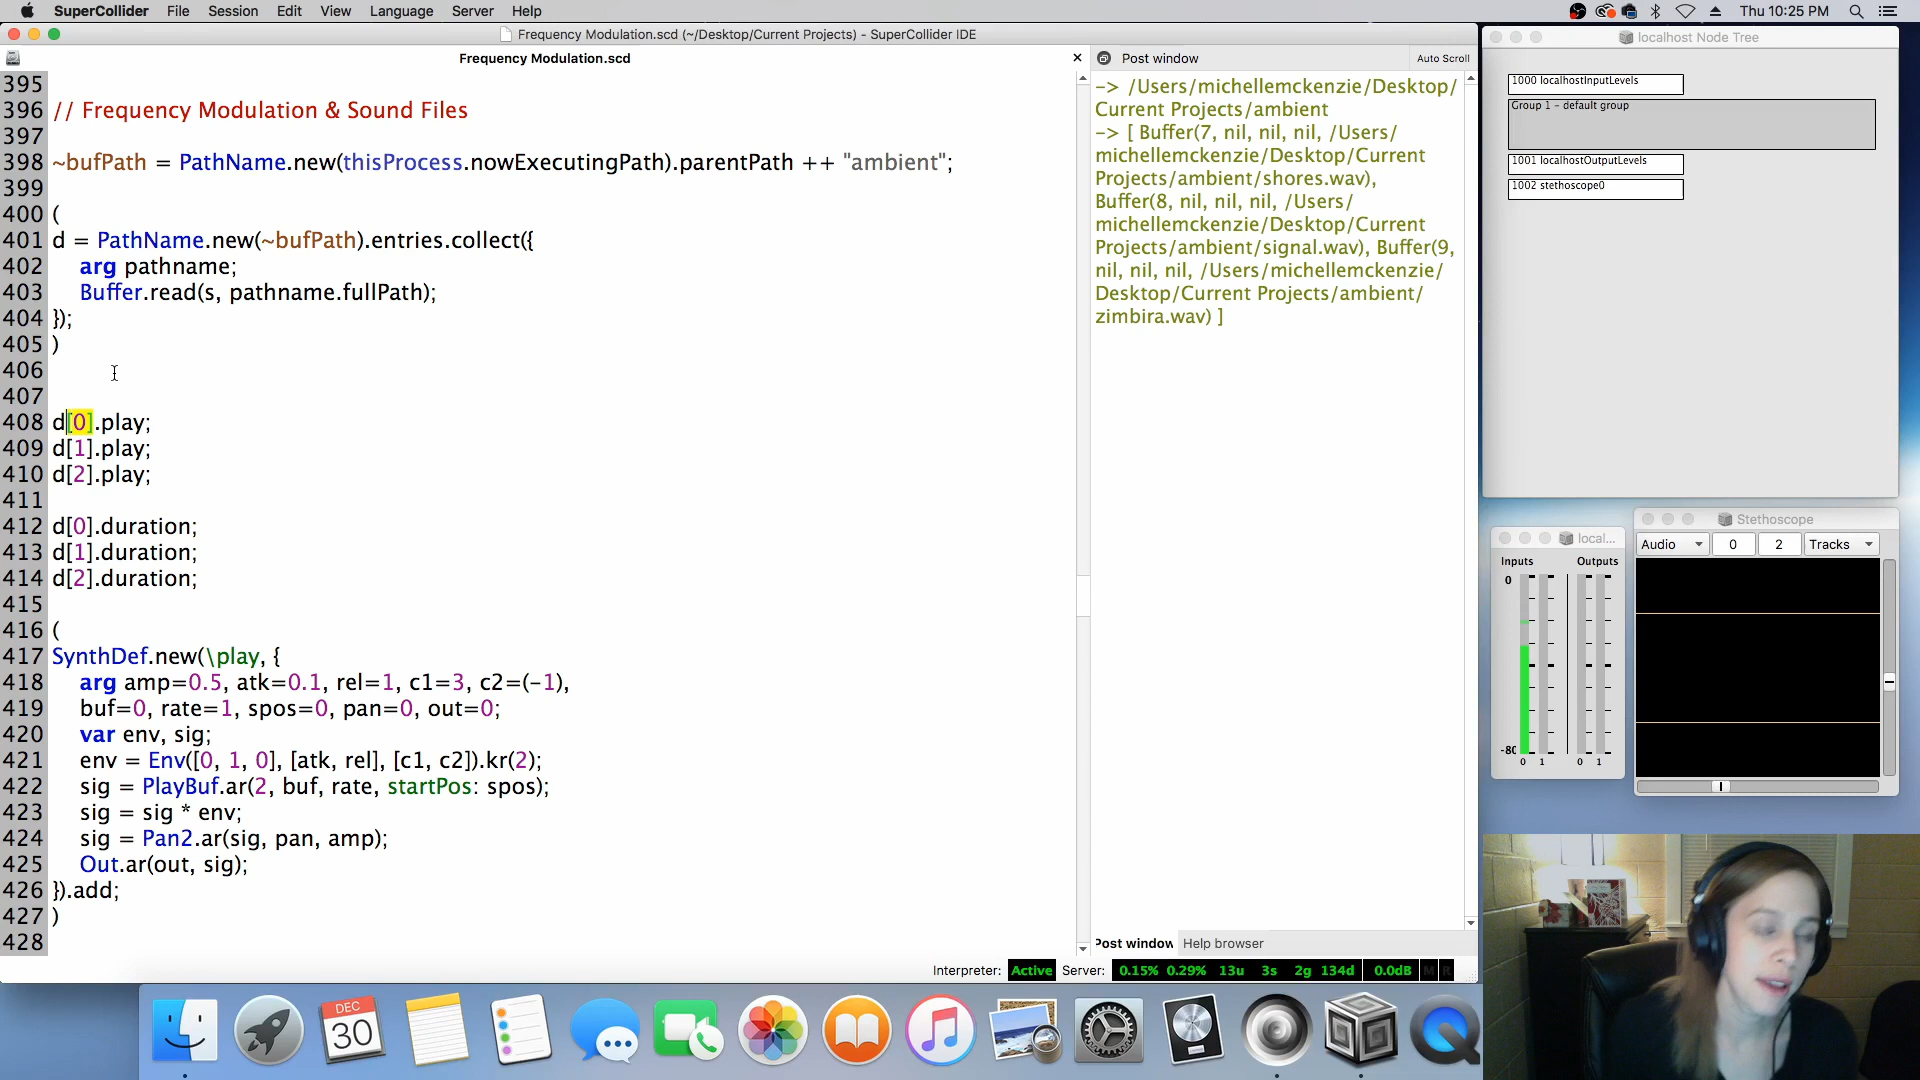 SuperCollider File Session Edit View Language Server Help
Thu 10:25 PM
Frequency Modulation.scd (~/Desktop/Current Projects) - SuperCollider IDE
Frequency Modulation.scd
395
396 // Frequency Modulation & Sound Files
397
398 ~bufPath = PathName.new(thisProcess.nowExecutingPath).parentPath ++ "ambient";
399
400 (
401 d = PathName.new(~bufPath).entries.collect({
402 arg pathname;
403 Buffer.read(s, pathname.fullPath);
404 });
405 )
406
407
408 d[0].play;
409 d[1].play;
410 d[2].play;
411
412 d[0].duration;
413 d[1].duration;
414 d[2].duration;
415
416 (
417 SynthDef.new(\play, {
418 arg amp=0.5, atk=0.1, rel=1, c1=3, c2=(-1),
419 buf=0, rate=1, spos=0, pan=0, out=0;
420 var env, sig;
421 env = Env([0, 1, 0], [atk, rel], [c1, c2]).kr(2);
422 sig = PlayBuf.ar(2, buf, rate, startPos: spos);
423 sig = sig * env;
424 sig = Pan2.ar(sig, pan, amp);
425 Out.ar(out, sig);
426 }).add;
427 )
428
Post window
Auto Scroll
-> /Users/michellemckenzie/Desktop/
Current Projects/ambient
-> [ Buffer(7, nil, nil, nil, /Users/
michellemckenzie/Desktop/Current
Projects/ambient/shores.wav),
Buffer(8, nil, nil, nil, /Users/
michellemckenzie/Desktop/Current
Projects/ambient/signal.wav), Buffer(9,
nil, nil, nil, /Users/michellemckenzie/
Desktop/Current Projects/ambient/
zimbira.wav) ]
Post window Help browser
Interpreter: Active Server: 0.15% 0.29% 13u 3s 2g 134d 0.0dB M R
localhost Node Tree
1000 localhostInputLevels
Group 1 - default group
1001 localhostOutputLevels
1002 stethoscope0
local...
Inputs Outputs
0
-80
0 1 0 1
Stethoscope
Audio 0 2 Tracks
DEC
30